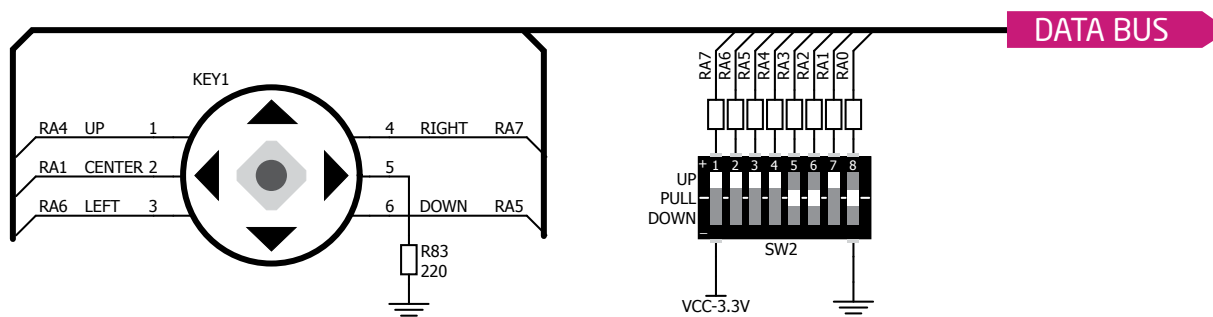 DATA BUS
KEY1
RA4 UP 1
RA1 CENTER 2
RA6 LEFT 3
4 RIGHT RA7
5
6 DOWN RA5
R83
220
RA7
RA6
RA5
RA4
RA3
RA2
RA1
RA0
+ 1 2 3 4 5 6 7 8
UP
PULL
DOWN
–
SW2
VCC-3.3V